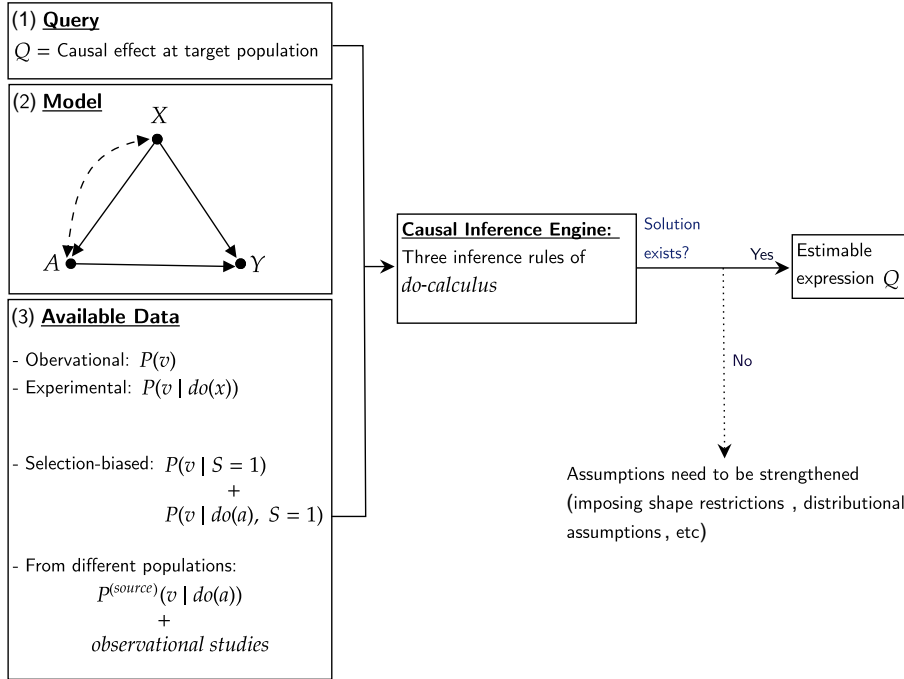 (1) Query
Q = Causal effect at target population
(2) Model
X
A
Y
(3) Available Data
- Obervational: P(v)
- Experimental: P(v | do(x))
- Selection-biased: P(v | S = 1)
+
P(v | do(a), S = 1)
- From different populations:
P^(source)(v | do(a))
+
observational studies
Causal Inference Engine:
Three inference rules of
do-calculus
Solution
exists?
Yes
No
Estimable
expression Q
Assumptions need to be strengthened
(imposing shape restrictions , distributional
assumptions , etc)